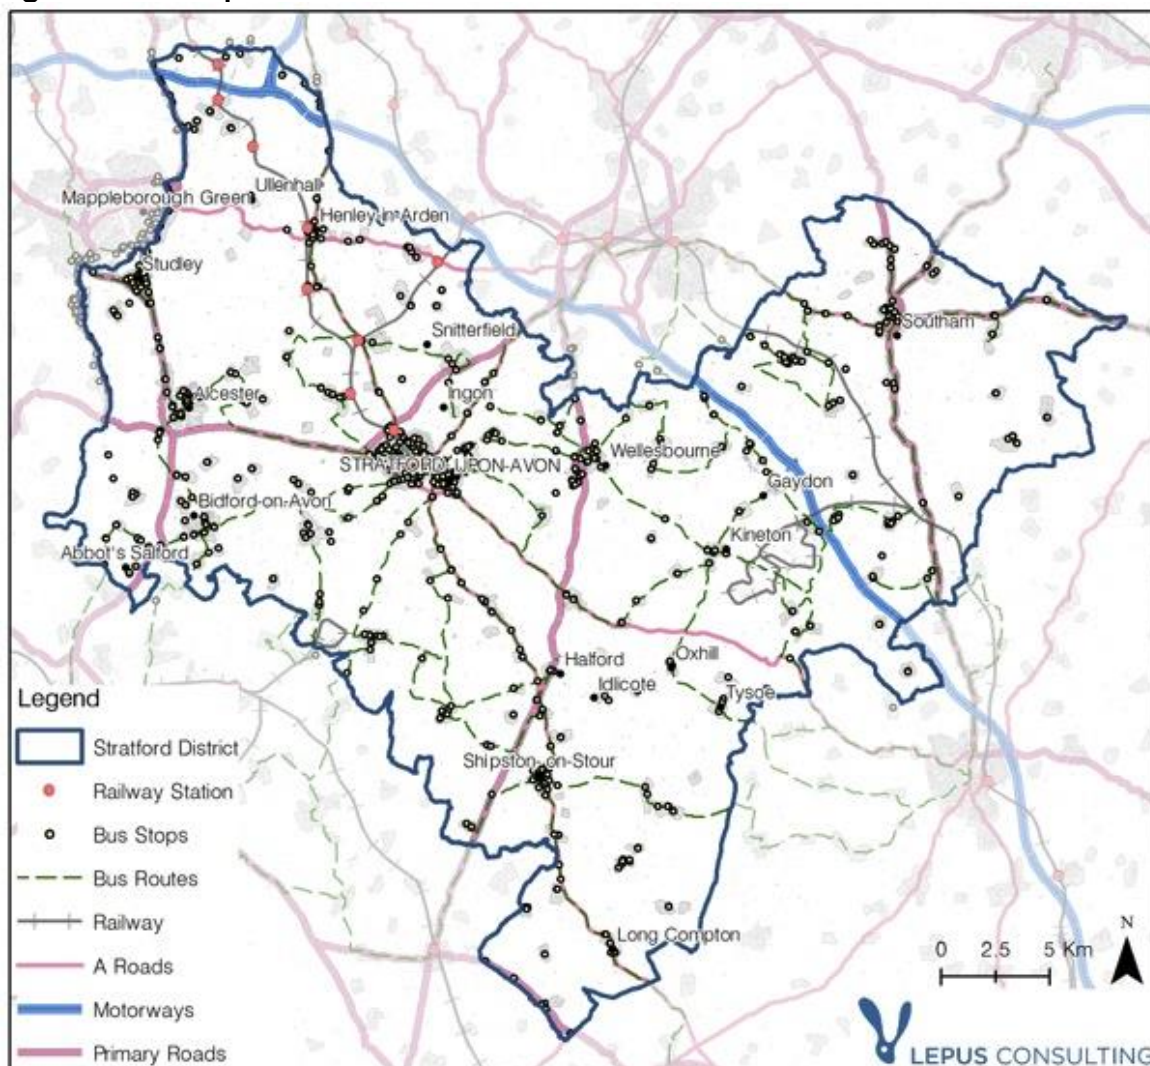 Ullenhall
Mappleborough Green
Henley-in-Arden
Studley
Snitterfield
Southam
Alcester
Ingon
STRATFORD-UPON-AVON
Wellesbourne
Gaydon
Bidford-on-Avon
Kineton
Abbot's Salford
Halford
Oxhill
Idlicote
Tysoe
Shipston-on-Stour
Long Compton
Legend
Stratford District
Railway Station
Bus Stops
Bus Routes
Railway
A Roads
Motorways
Primary Roads
N
0 2.5 5 Km
LEPUS CONSULTING